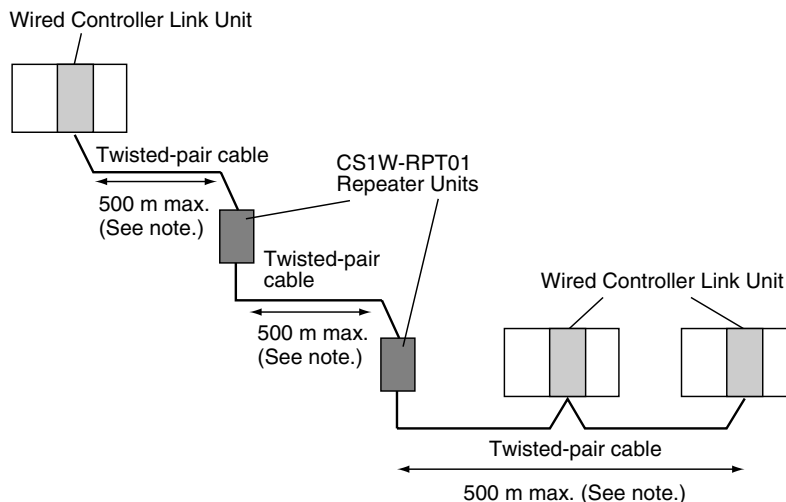 Wired Controller Link Unit
Twisted-pair cable
500 m max.
(See note.)
CS1W-RPT01
Repeater Units
Twisted-pair
cable
500 m max.
(See note.)
Wired Controller Link Unit
Twisted-pair cable
500 m max. (See note.)